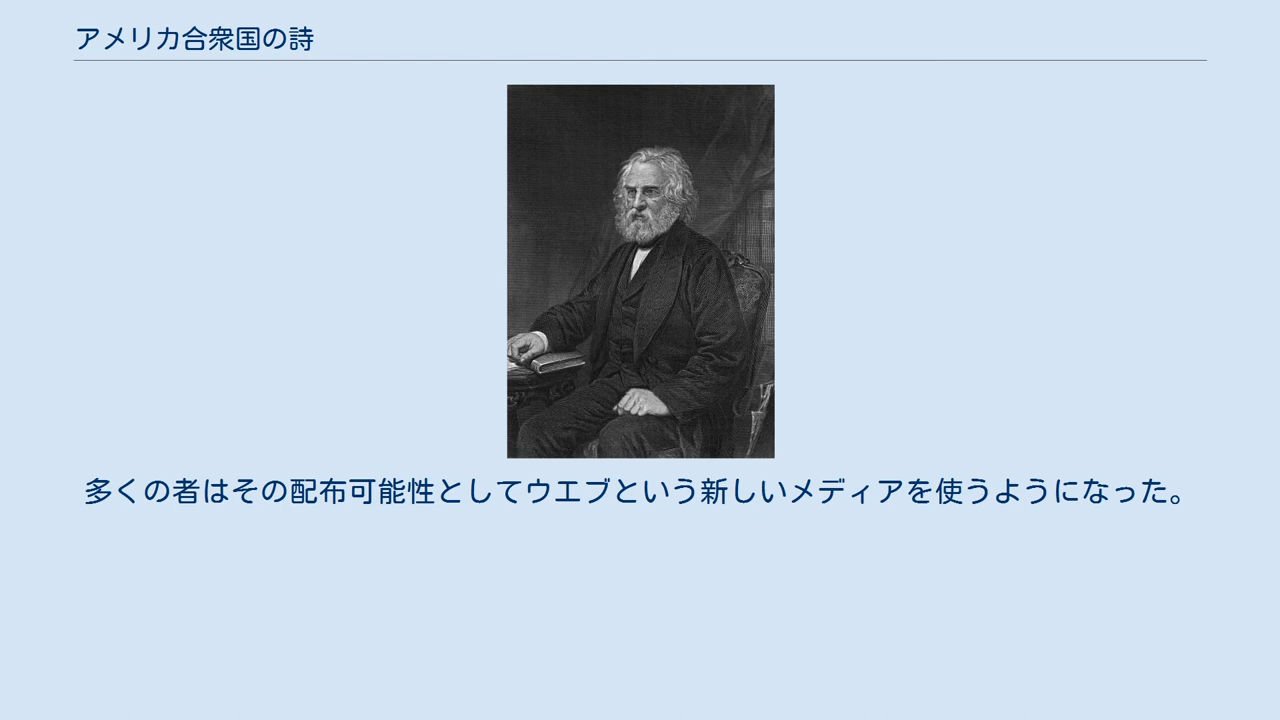 アメリカ合衆国の詩
多くの者はその配布可能性としてウエブという新しいメディアを使うようになった。